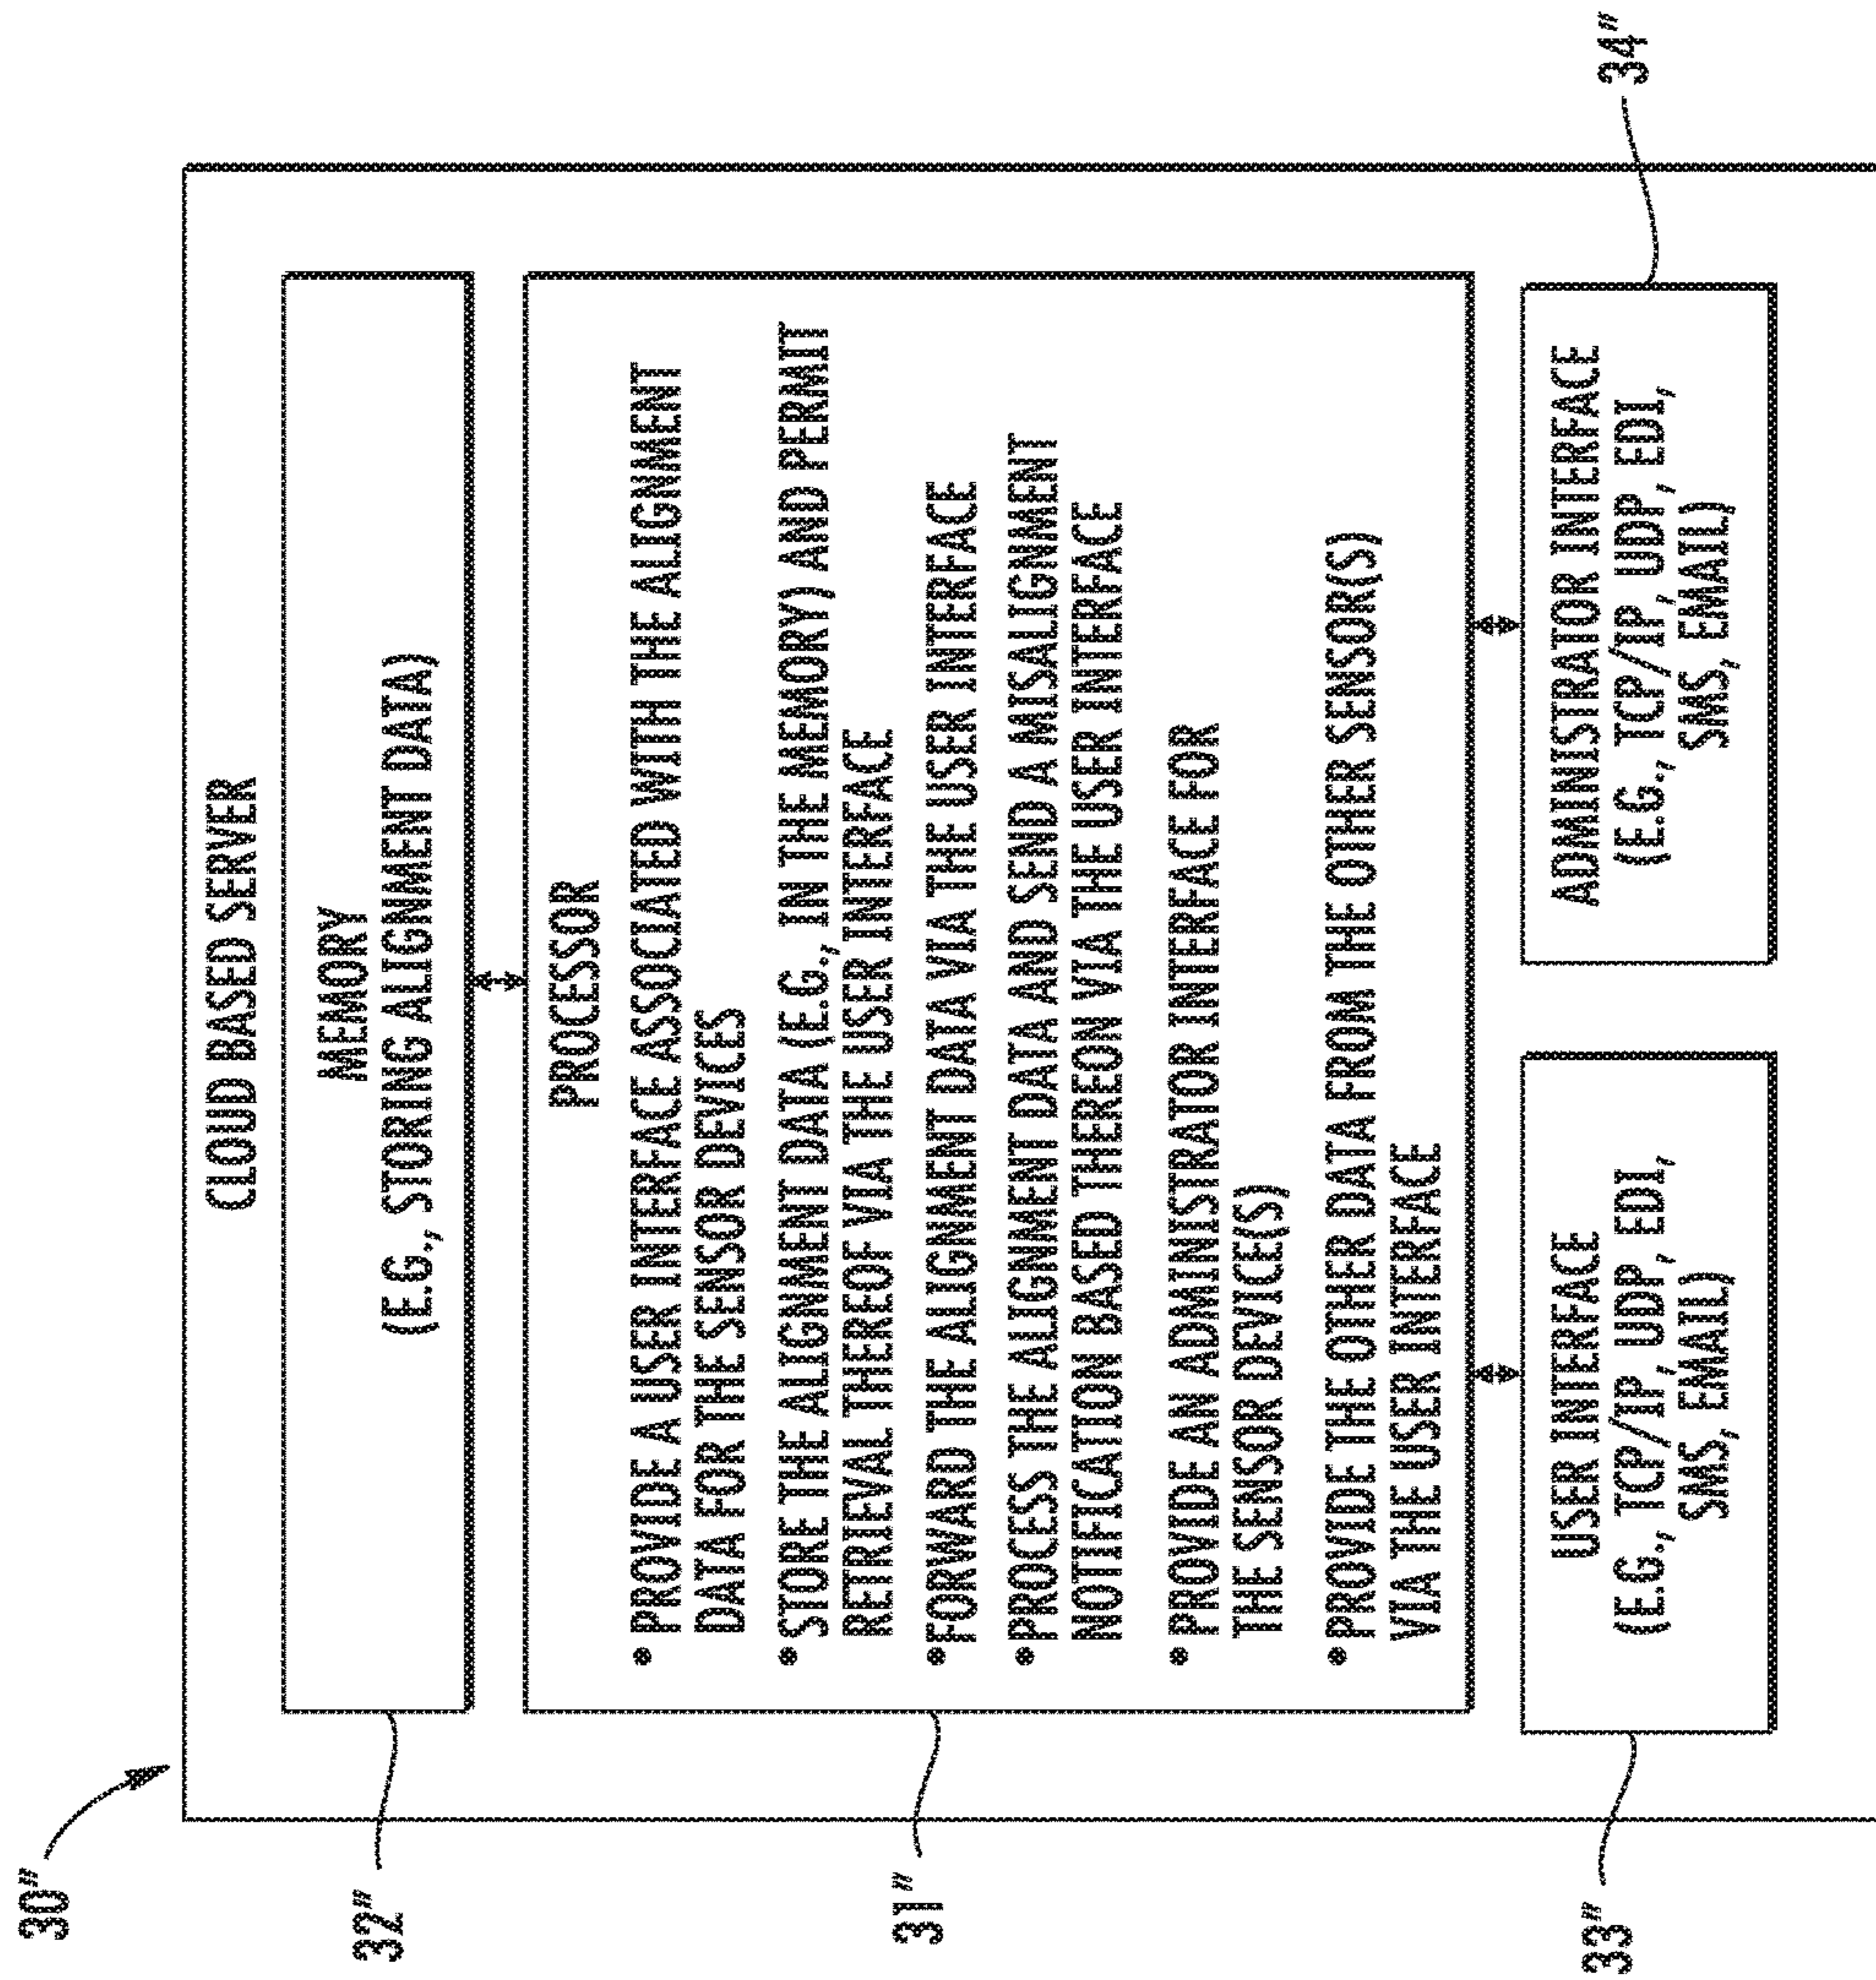 30"
CLOUD BASED SERVER
32"
MEMORY
(E.G., STORING ALIGNMENT DATA)
31"
PROCESSOR
• PROVIDE A USER INTERFACE ASSOCIATED WITH THE ALIGNMENT
DATA FOR THE SENSOR DEVICES
• STORE THE ALIGNMENT DATA (E.G., IN THE MEMORY) AND PERMIT
RETRIEVAL THEREOF VIA THE USER INTERFACE
• FORWARD THE ALIGNMENT DATA VIA THE USER INTERFACE
• PROCESS THE ALIGNMENT DATA AND SEND A MISALIGNMENT
NOTIFICATION BASED THEREON VIA THE USER INTERFACE
• PROVIDE AN ADMINISTRATOR INTERFACE FOR
THE SENSOR DEVICE(S)
• PROVIDE THE OTHER DATA FROM THE OTHER SENSOR(S)
VIA THE USER INTERFACE
33"
USER INTERFACE
(E.G., TCP/IP, UDP, EDI,
SMS, EMAIL)
ADMINISTRATOR INTERFACE
(E.G., TCP/IP, UDP, EDI,
SMS, EMAIL)
34"